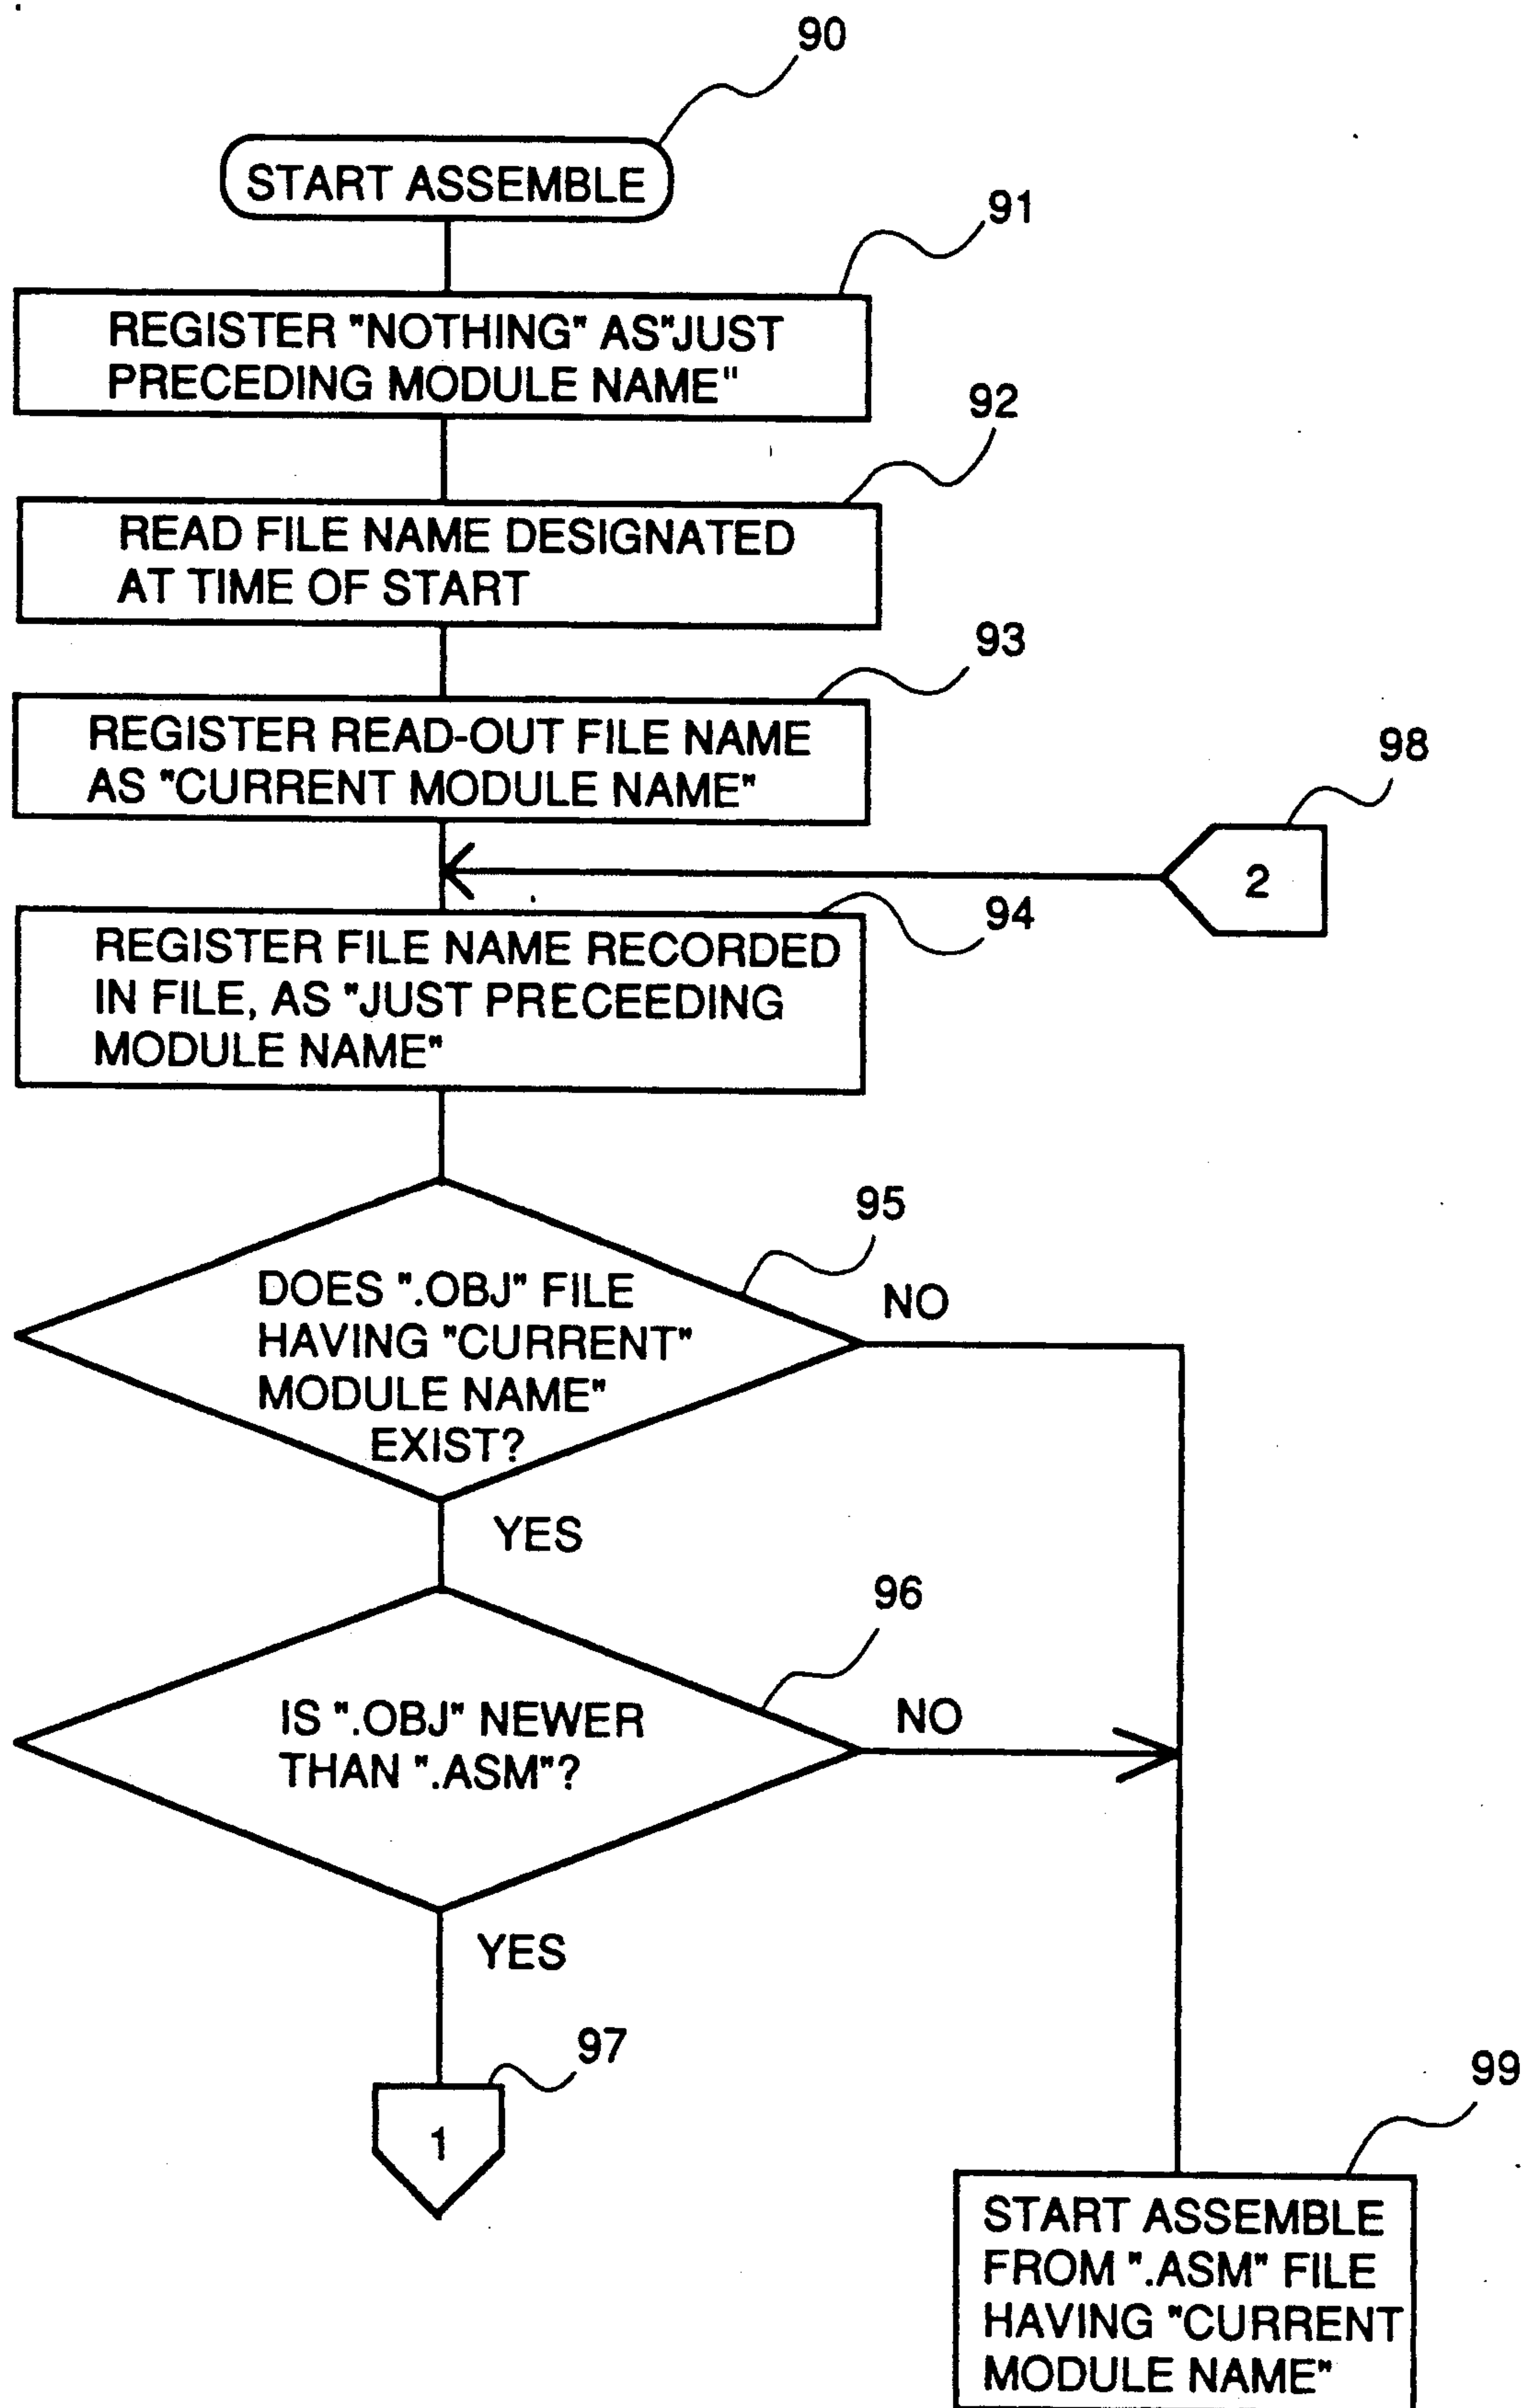 90
START ASSEMBLE
91
REGISTER "NOTHING" AS"JUST
PRECEDING MODULE NAME"
92
READ FILE NAME DESIGNATED
AT TIME OF START
93
REGISTER READ-OUT FILE NAME
AS "CURRENT MODULE NAME"
98
2
94
REGISTER FILE NAME RECORDED
IN FILE, AS "JUST PRECEEDING
MODULE NAME"
95
DOES ".OBJ" FILE
HAVING "CURRENT"
MODULE NAME"
EXIST?
NO
YES
96
IS ".OBJ" NEWER
THAN ".ASM"?
NO
YES
97
1
99
START ASSEMBLE
FROM ".ASM" FILE
HAVING "CURRENT
MODULE NAME"